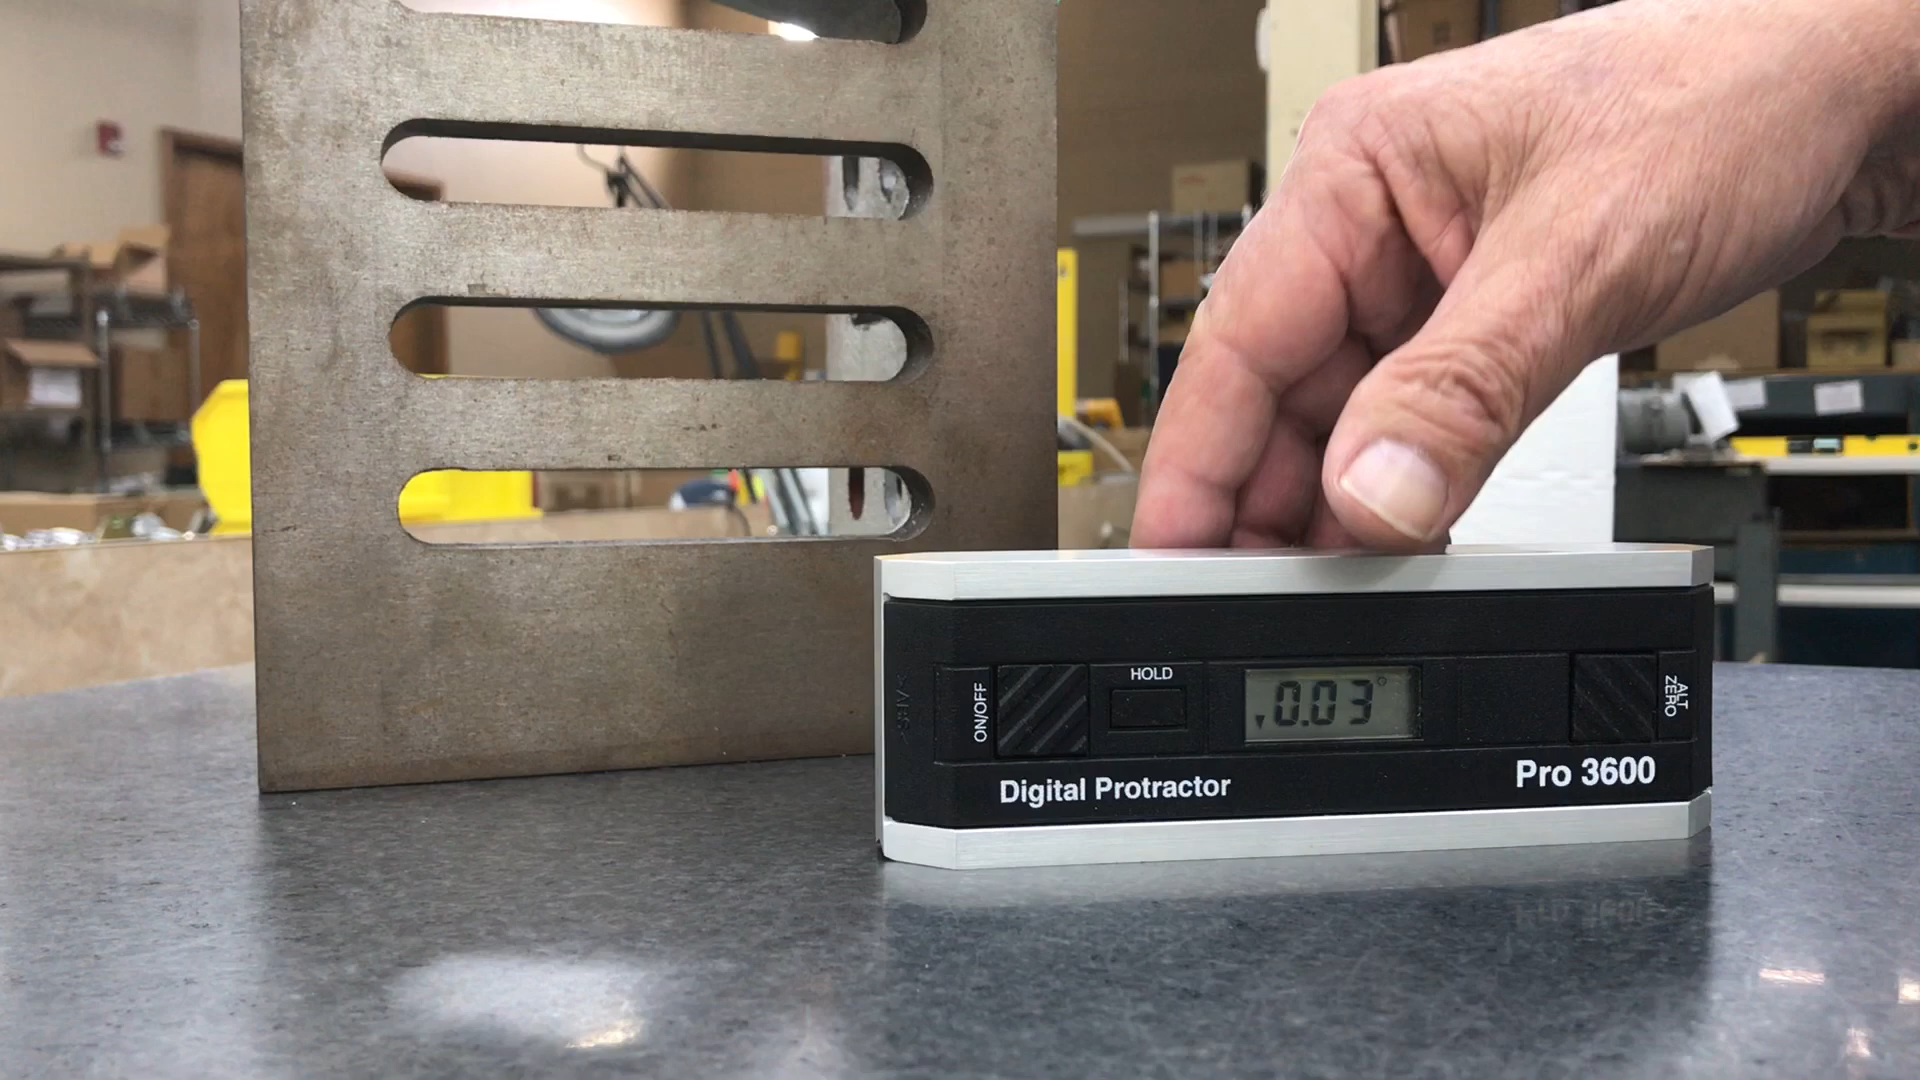 HOLD
ON/OFF
0.03°
ALT
ZERO
Digital Protractor
Pro 3600